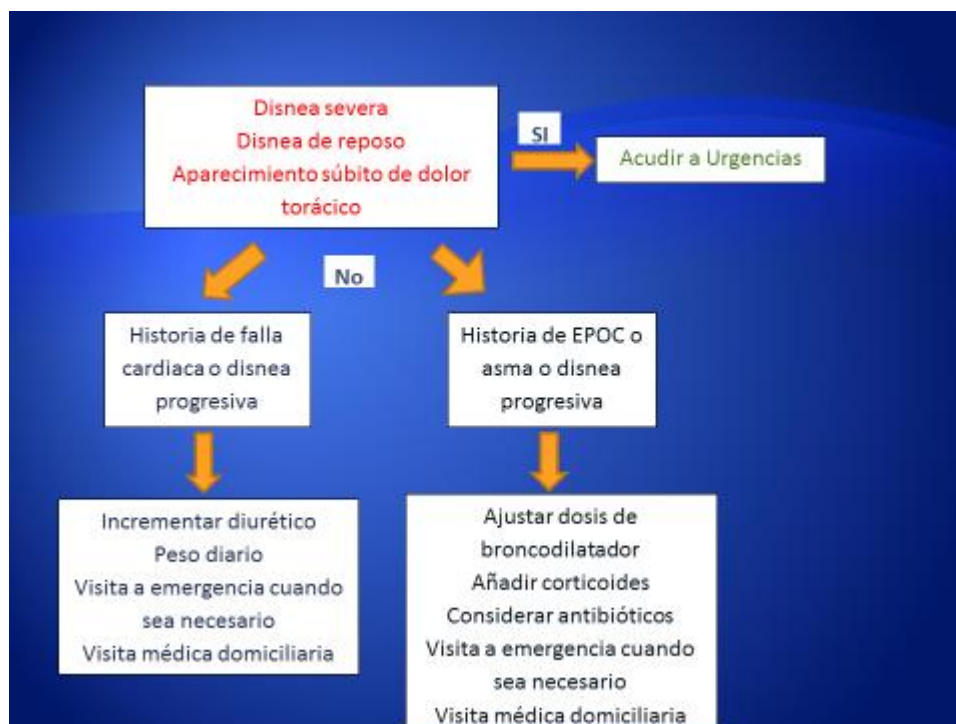 Disnea severa
Disnea de reposo
Aparecimiento súbito de dolor
torácico
SI
Acudir a Urgencias
No
Historia de falla
cardiaca o disnea
progresiva
Historia de EPOC o
asma o disnea
progresiva
Incrementar diurético
Peso diario
Visita a emergencia cuando
sea necesario
Visita médica domiciliaria
Ajustar dosis de
broncodilatador
Añadir corticoides
Considerar antibióticos
Visita a emergencia cuando
sea necesario
Visita médica domiciliaria